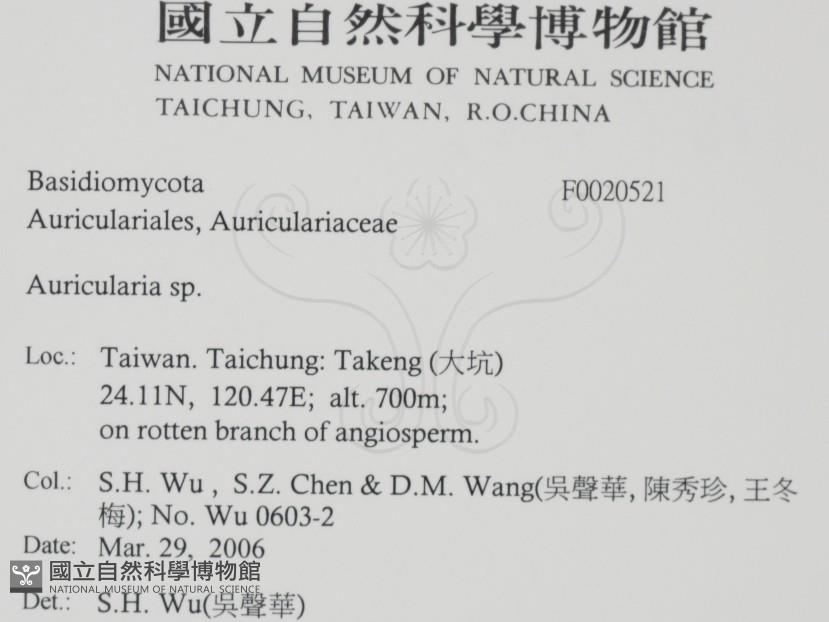 國立自然科學博物館
NATIONAL MUSEUM OF NATURAL SCIENCE
TAICHUNG, TAIWAN, R.O.CHINA
Basidiomycota F0020521
Auriculariales, Auriculariaceae
Auricularia sp.
Loc.: Taiwan. Taichung: Takeng (大坑)
24.11N, 120.47E; alt. 700m;
on rotten branch of angiosperm.
Col.: S.H. Wu , S.Z. Chen & D.M. Wang(吳聲華, 陳秀珍, 王冬
梅); No. Wu 0603-2
Date: Mar. 29, 2006
國立自然科學博物館
NATIONAL MUSEUM OF NATURAL SCIENCE
Det.: S.H. Wu(吳聲華)